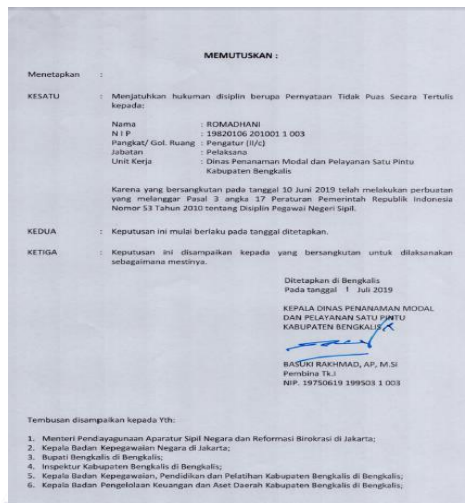 MEMUTUSKAN :
Menetapkan :
KESATU : Menjatuhkan hukuman disiplin berupa Pernyataan Tidak Puas Secara Tertulis
kepada:
Nama : ROMADHANI
N I P : 19820106 201001 1 003
Pangkat/ Gol. Ruang : Pengatur (II/c)
Jabatan : Pelaksana
Unit Kerja : Dinas Penanaman Modal dan Pelayanan Satu Pintu
Kabupaten Bengkalis
Karena yang bersangkutan pada tanggal 10 Juni 2019 telah melakukan perbuatan
yang melanggar Pasal 3 angka 17 Peraturan Pemerintah Republik Indonesia
Nomor 53 Tahun 2010 tentang Disiplin Pegawai Negeri Sipil.
KEDUA : Keputusan ini mulai berlaku pada tanggal ditetapkan.
KETIGA : Keputusan ini disampaikan kepada yang bersangkutan untuk dilaksanakan
sebagaimana mestinya.
Ditetapkan di Bengkalis
Pada tanggal 1 Juli 2019
KEPALA DINAS PENANAMAN MODAL
DAN PELAYANAN SATU PINTU
KABUPATEN BENGKALIS
BASUKI RAKHMAD, AP, M.Si
Pembina Tk.I
NIP. 19750619 199503 1 003
Tembusan disampaikan kepada Yth:
1. Menteri Pendayagunaan Aparatur Sipil Negara dan Reformasi Birokrasi di Jakarta;
2. Kepala Badan Kepegawaian Negara di Jakarta;
3. Bupati Bengkalis di Bengkalis;
4. Inspektur Kabupaten Bengkalis di Bengkalis;
5. Kepala Badan Kepegawaian, Pendidikan dan Pelatihan Kabupaten Bengkalis di Bengkalis;
6. Kepala Badan Pengelolaan Keuangan dan Aset Daerah Kabupaten Bengkalis di Bengkalis;